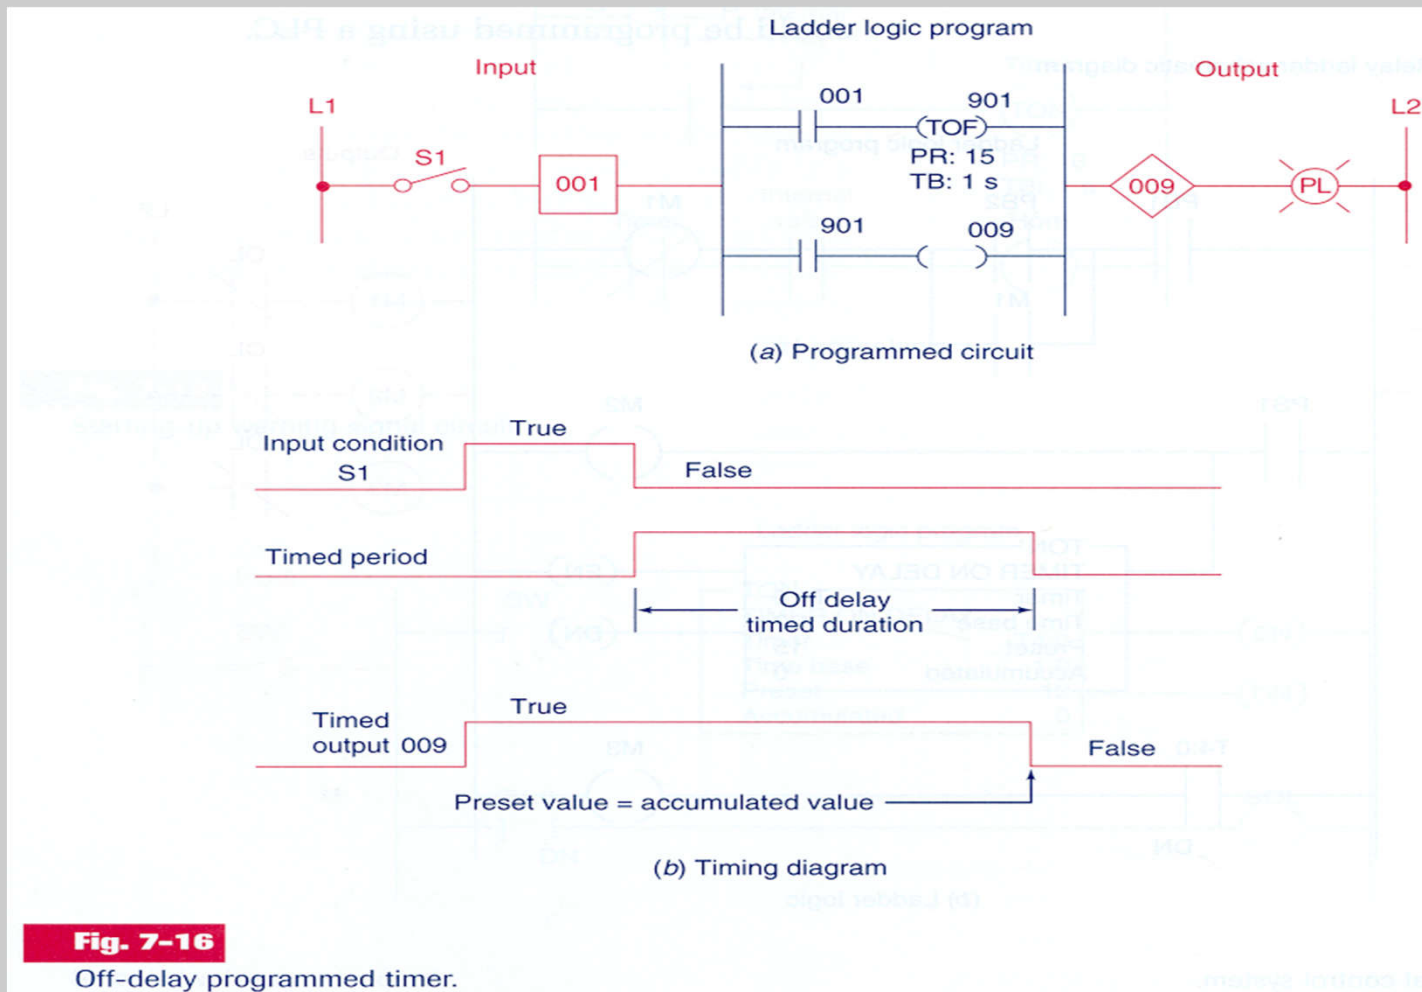 Ladder logic program
Input
Output
L1
L2
S1
001
001
901
(TOF)
PR: 15
TB: 1 s
901
009
009
PL
(a) Programmed circuit
Input condition
S1
True
False
Timed period
Off delay
timed duration
Timed
output 009
True
False
Preset value = accumulated value
(b) Timing diagram
Fig. 7-16
Off-delay programmed timer.